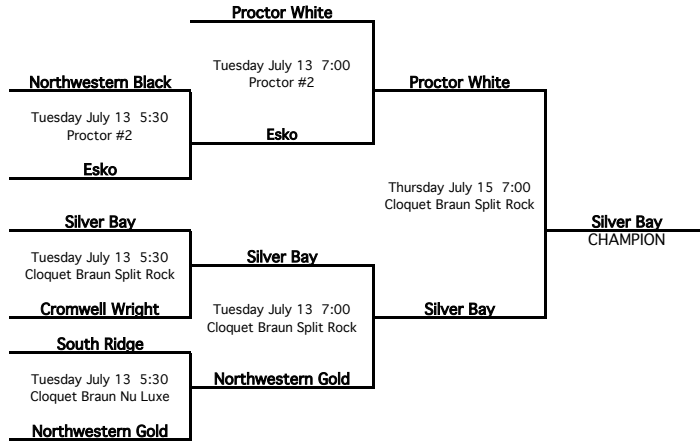 Proctor White
Tuesday July 13 7:00
Proctor #2
Northwestern Black
Proctor White
Tuesday July 13 5:30
Proctor #2
Esko
Esko
Thursday July 15 7:00
Cloquet Braun Split Rock
Silver Bay
Silver Bay
CHAMPION
Tuesday July 13 5:30
Cloquet Braun Split Rock
Silver Bay
Cromwell Wright
Tuesday July 13 7:00
Cloquet Braun Split Rock
Silver Bay
South Ridge
Tuesday July 13 5:30
Cloquet Braun Nu Luxe
Northwestern Gold
Northwestern Gold